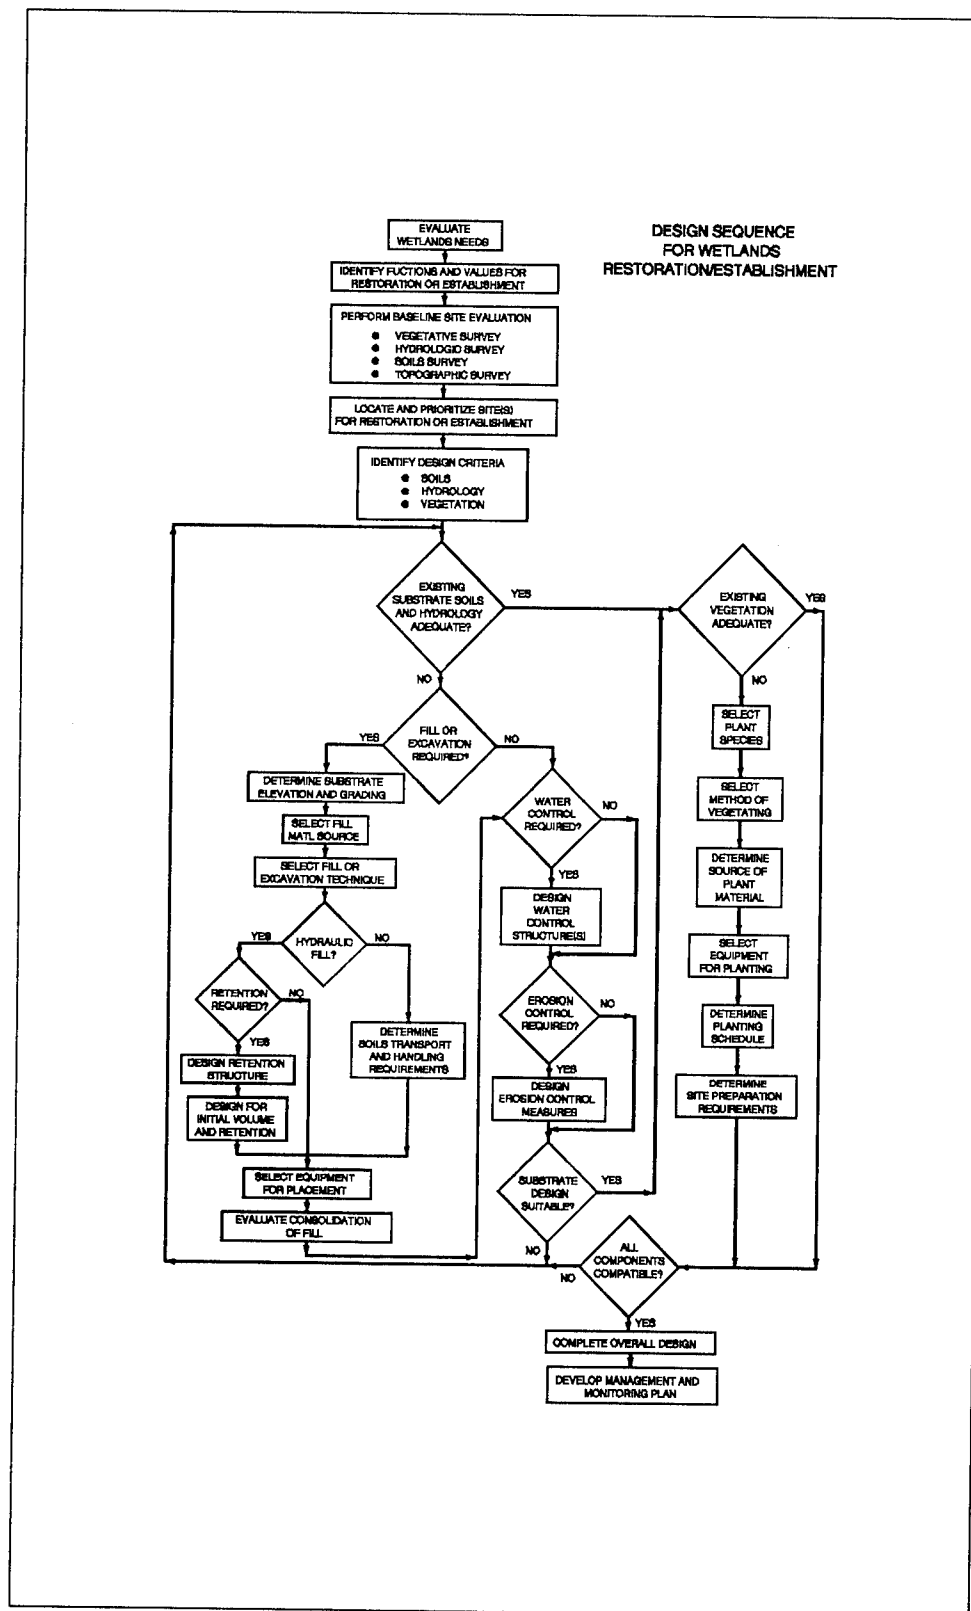 DESIGN SEQUENCE
FOR WETLANDS
RESTORATION/ESTABLISHMENT
EVALUATE
WETLANDS NEEDS
IDENTIFY FUCTIONS AND VALUES FOR
RESTORATION OR ESTABLISHMENT
PERFORM BASELINE SITE EVALUATION
● VEGETATIVE SURVEY
● HYDROLOGIC SURVEY
● SOILS SURVEY
● TOPOGRAPHIC SURVEY
LOCATE AND PRIORITIZE SITE(S)
FOR RESTORATION OR ESTABLISHMENT
IDENTIFY DESIGN CRITERIA
● SOILS
● HYDROLOGY
● VEGETATION
EXISTING
SUBSTRATE SOILS
AND HYDROLOGY
ADEQUATE?
YES
NO
FILL OR
EXCAVATION
REQUIRED?
YES
NO
DETERMINE SUBSTRATE
ELEVATION AND GRADING
SELECT FILL
MATL SOURCE
SELECT FILL OR
EXCAVATION TECHNIQUE
HYDRAULIC
FILL?
YES
NO
RETENTION
REQUIRED?
NO
YES
DESIGN RETENTION
STRUCTURE
DESIGN FOR
INITIAL VOLUME
AND RETENTION
DETERMINE
SOILS TRANSPORT
AND HANDLING
REQUIREMENTS
SELECT EQUIPMENT
FOR PLACEMENT
EVALUATE CONSOLIDATION
OF FILL
WATER
CONTROL
REQUIRED?
NO
YES
DESIGN
WATER
CONTROL
STRUCTURE(S)
EROSION
CONTROL
REQUIRED?
NO
YES
DESIGN
EROSION CONTROL
MEASURES
SUBSTRATE
DESIGN
SUITABLE?
YES
NO
EXISTING
VEGETATION
ADEQUATE?
YES
NO
SELECT
PLANT
SPECIES
SELECT
METHOD OF
VEGETATING
DETERMINE
SOURCE OF
PLANT
MATERIAL
SELECT
EQUIPMENT
FOR PLANTING
DETERMINE
PLANTING
SCHEDULE
DETERMINE
SITE PREPARATION
REQUIREMENTS
ALL
COMPONENTS
COMPATIBLE?
NO
YES
COMPLETE OVERALL DESIGN
DEVELOP MANAGEMENT AND
MONITORING PLAN